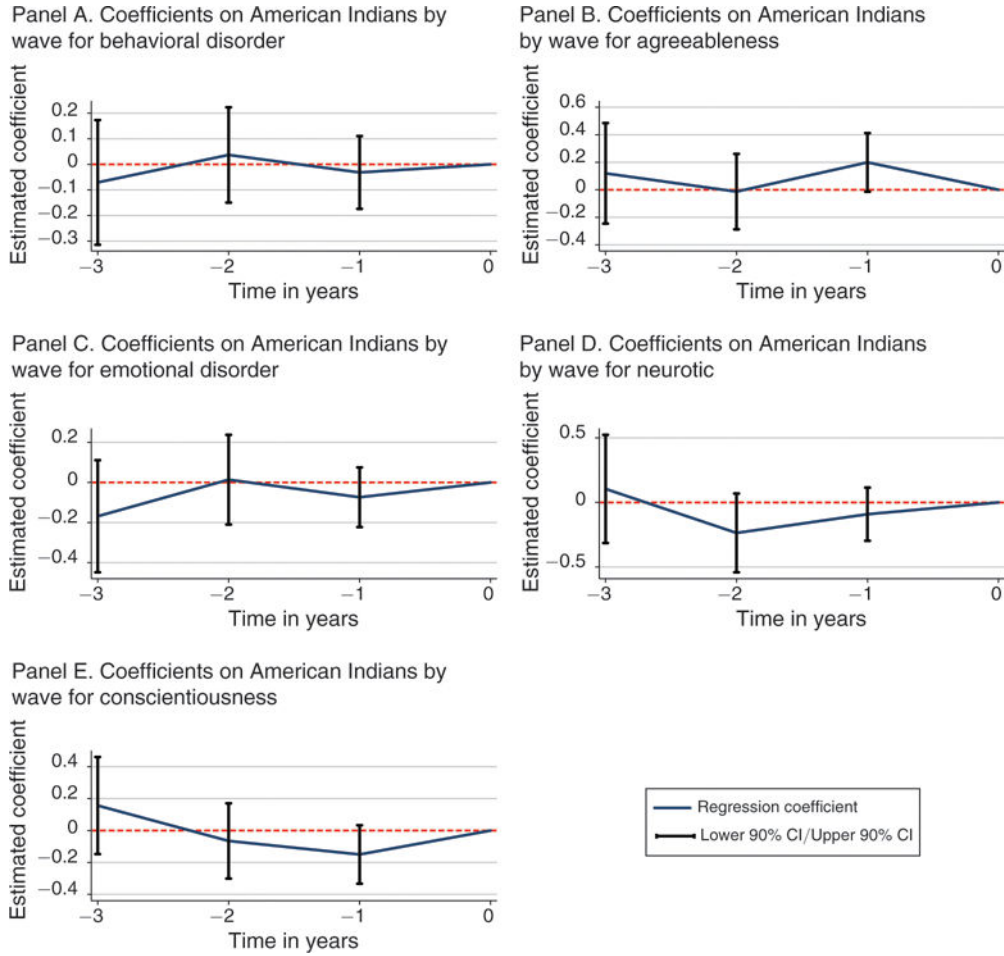 Panel A. Coefficients on American Indians by
wave for behavioral disorder
Estimated coefficient
0.2
0.1
0
−0.1
−0.2
−0.3
−3
−2
−1
0
Time in years
Panel B. Coefficients on American Indians
by wave for agreeableness
Estimated coefficient
0.6
0.4
0.2
0
−0.2
−0.4
−3
−2
−1
0
Time in years
Panel C. Coefficients on American Indians by
wave for emotional disorder
Estimated coefficient
0.2
0
−0.2
−0.4
−3
−2
−1
0
Time in years
Panel D. Coefficients on American Indians
by wave for neurotic
Estimated coefficient
0.5
0
−0.5
−3
−2
−1
0
Time in years
Panel E. Coefficients on American Indians by
wave for conscientiousness
Estimated coefficient
0.4
0.2
0
−0.2
−0.4
−3
−2
−1
0
Time in years
Regression coefficient
Lower 90% CI/Upper 90% CI